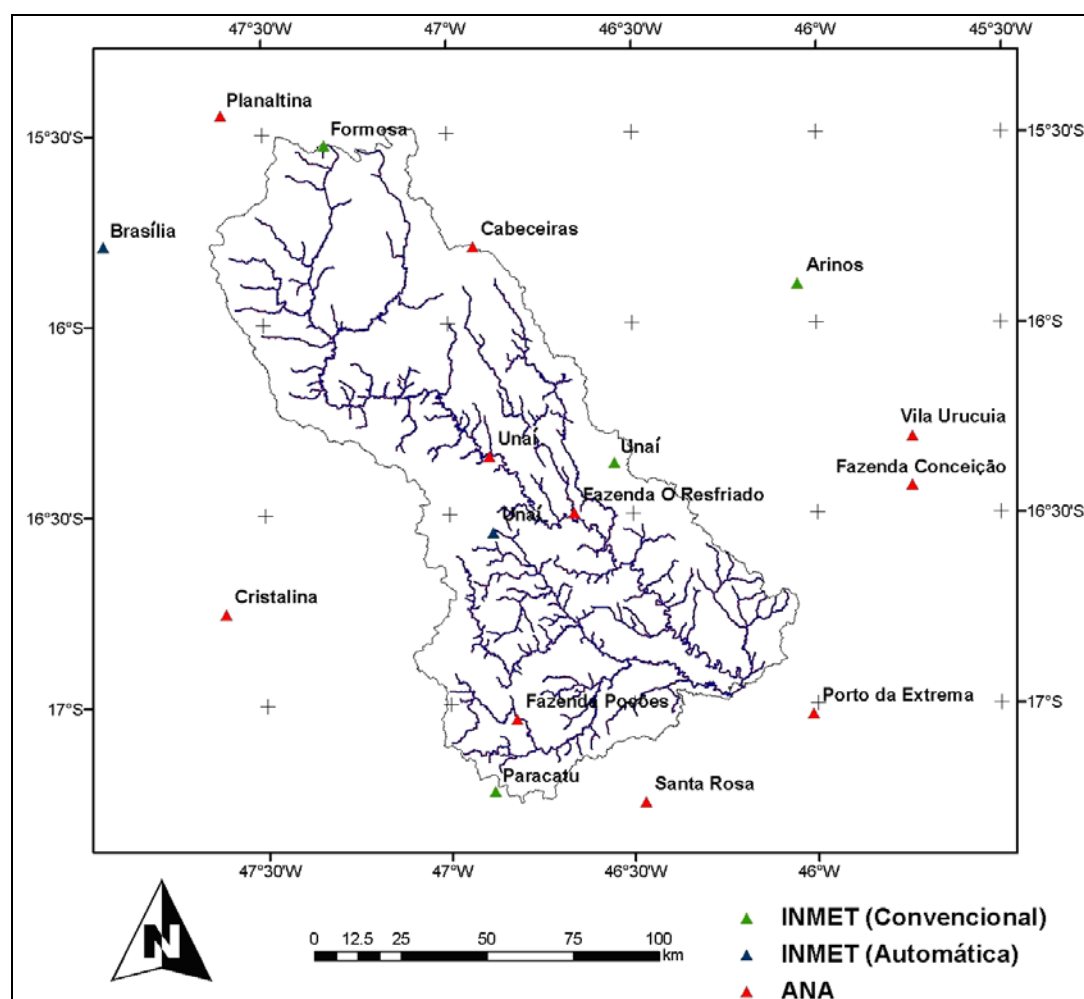 47°30'W 47°W 46°30'W 46°W 45°30'W
Planaltina
Formosa
15°30'S 15°30'S
Brasília
Cabeceiras
Arinos
16°S 16°S
Vila Urucuia
Unaí
Unaí
Fazenda Conceição
Fazenda O Resfriado
16°30'S 16°30'S
Unaí
Cristalina
Fazenda Poções
Porto da Extrema
17°S 17°S
Paracatu
Santa Rosa
47°30'W 47°W 46°30'W 46°W
N
0 12.5 25 50 75 100
km
INMET (Convencional)
INMET (Automática)
ANA